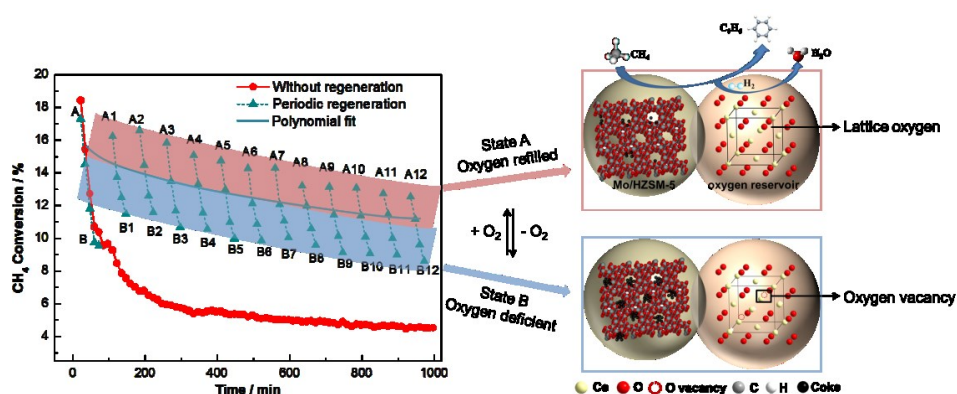 CH4 Conversion / %
20
18
16
14
12
10
8
6
4
0 200 400 600 800 1000
Time / min
Without regeneration
Periodic regeneration
Polynomial fit
A
A1
A2
A3
A4
A5
A6
A7
A8
A9
A10
A11
A12
B
B1
B2
B3
B4
B5
B6
B7
B8
B9
B10
B11
B12
State A
Oxygen refilled
+ O2
- O2
State B
Oxygen deficient
CH4
C6H6
H2O
H2
Mo/HZSM-5
oxygen reservoir
Lattice oxygen
Oxygen vacancy
Ce O O vacancy C H Coke